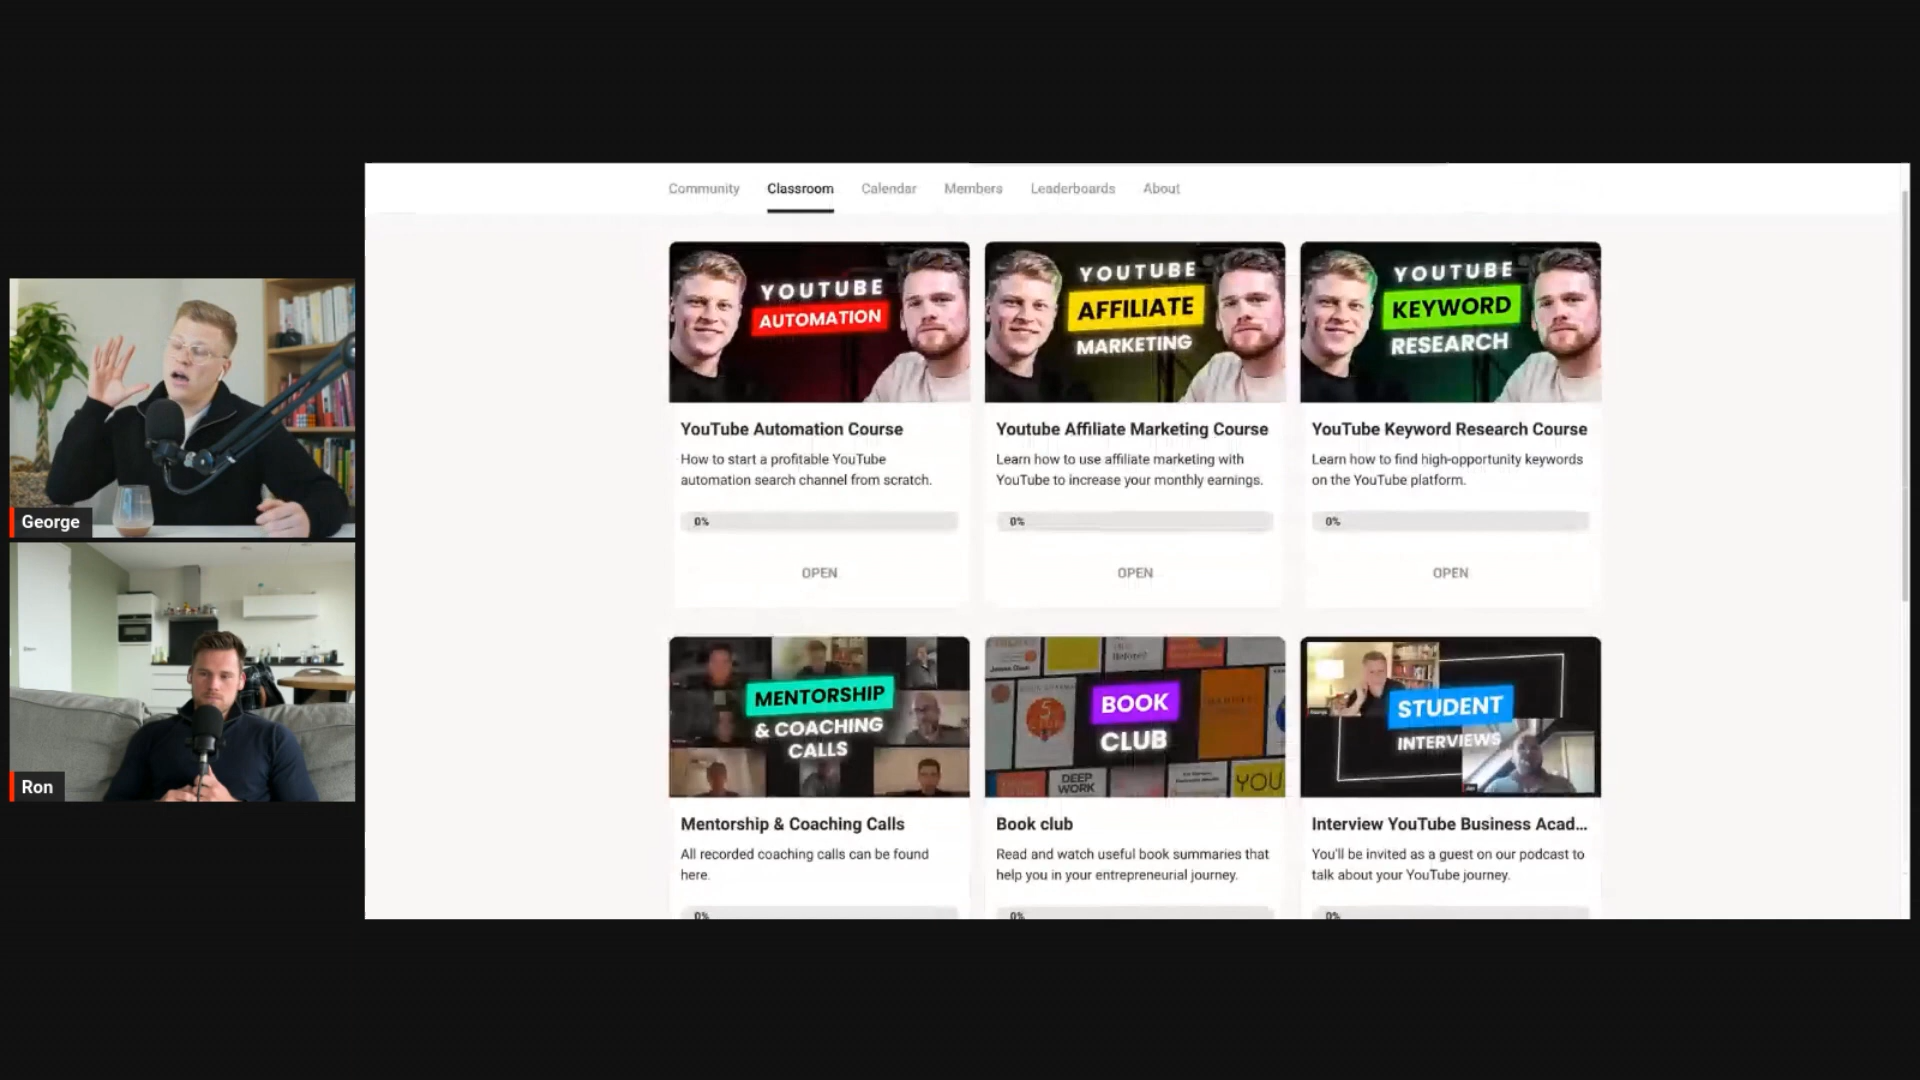 Community Classroom Calendar Members Leaderboards About
YOUTUBE
AUTOMATION
YOUTUBE
AFFILIATE
MARKETING
YOUTUBE
KEYWORD
RESEARCH
YouTube Automation Course
How to start a profitable YouTube
automation search channel from scratch.
0%
OPEN
Youtube Affiliate Marketing Course
Learn how to use affiliate marketing with
YouTube to increase your monthly earnings.
0%
OPEN
YouTube Keyword Research Course
Learn how to find high-opportunity keywords
on the YouTube platform.
0%
OPEN
George
Ron
MENTORSHIP
& COACHING
CALLS
BOOK
CLUB
DEEP
WORK
YOU
5
STUDENT
INTERVIEWS
Mentorship & Coaching Calls
All recorded coaching calls can be found
here.
0%
Book club
Read and watch useful book summaries that
help you in your entrepreneurial journey.
0%
Interview YouTube Business Acad...
You'll be invited as a guest on our podcast to
talk about your YouTube journey.
0%